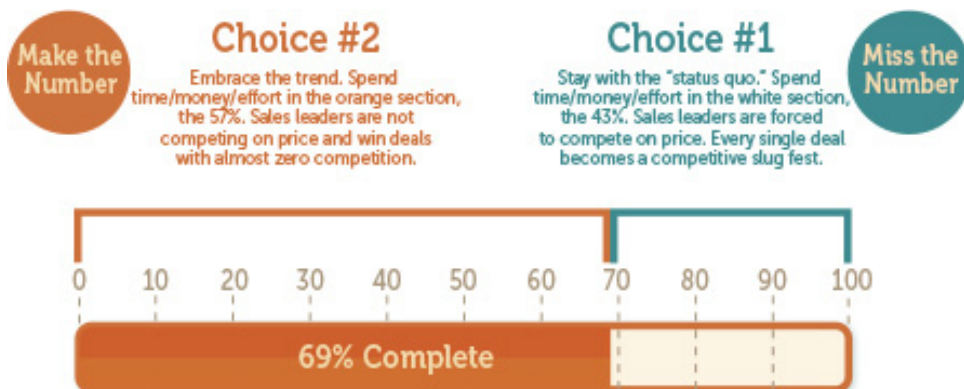 Make the
Number
Choice #2
Embrace the trend. Spend
time/money/effort in the orange section,
the 57%. Sales leaders are not
competing on price and win deals
with almost zero competition.
Choice #1
Stay with the "status quo." Spend
time/money/effort in the white section,
the 43%. Sales leaders are forced
to compete on price. Every single deal
becomes a competitive slug fest.
Miss the
Number
0 10 20 30 40 50 60 70 80 90 100
69% Complete